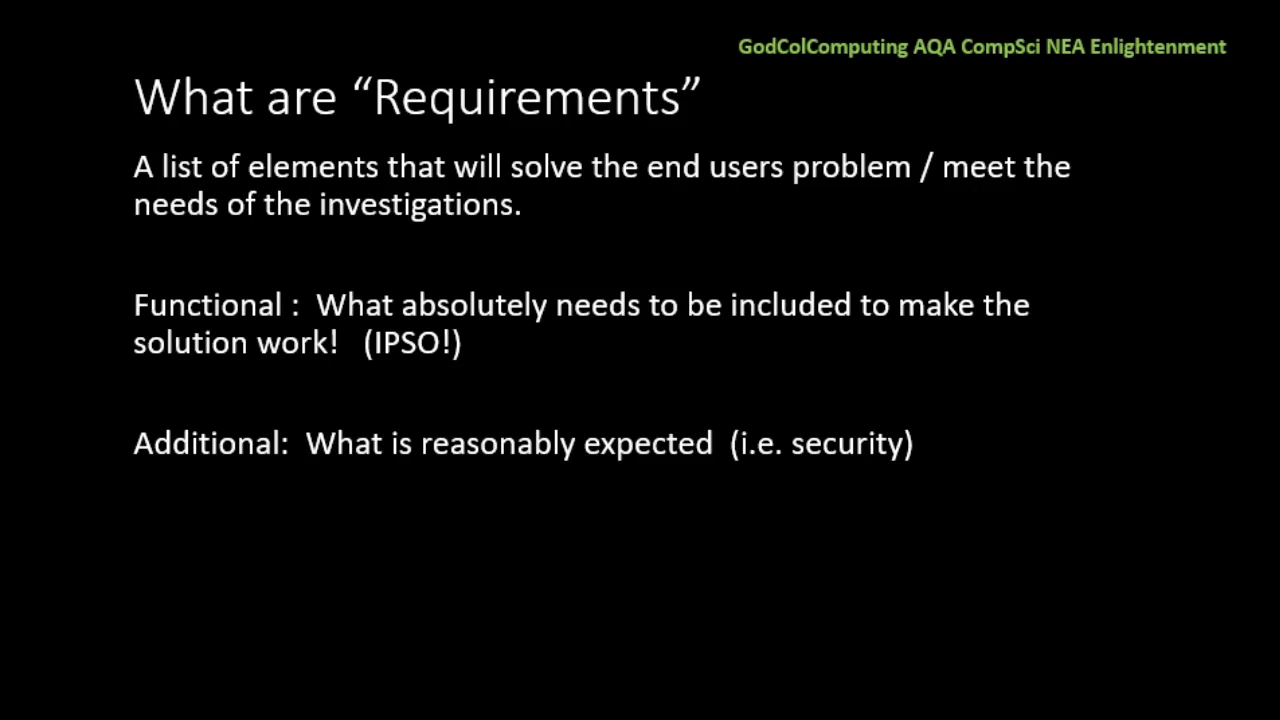 GodColComputing AQA CompSci NEA Enlightenment
What are “Requirements”
A list of elements that will solve the end users problem / meet the
needs of the investigations.
Functional :  What absolutely needs to be included to make the
solution work!   (IPSO!)
Additional:  What is reasonably expected  (i.e. security)